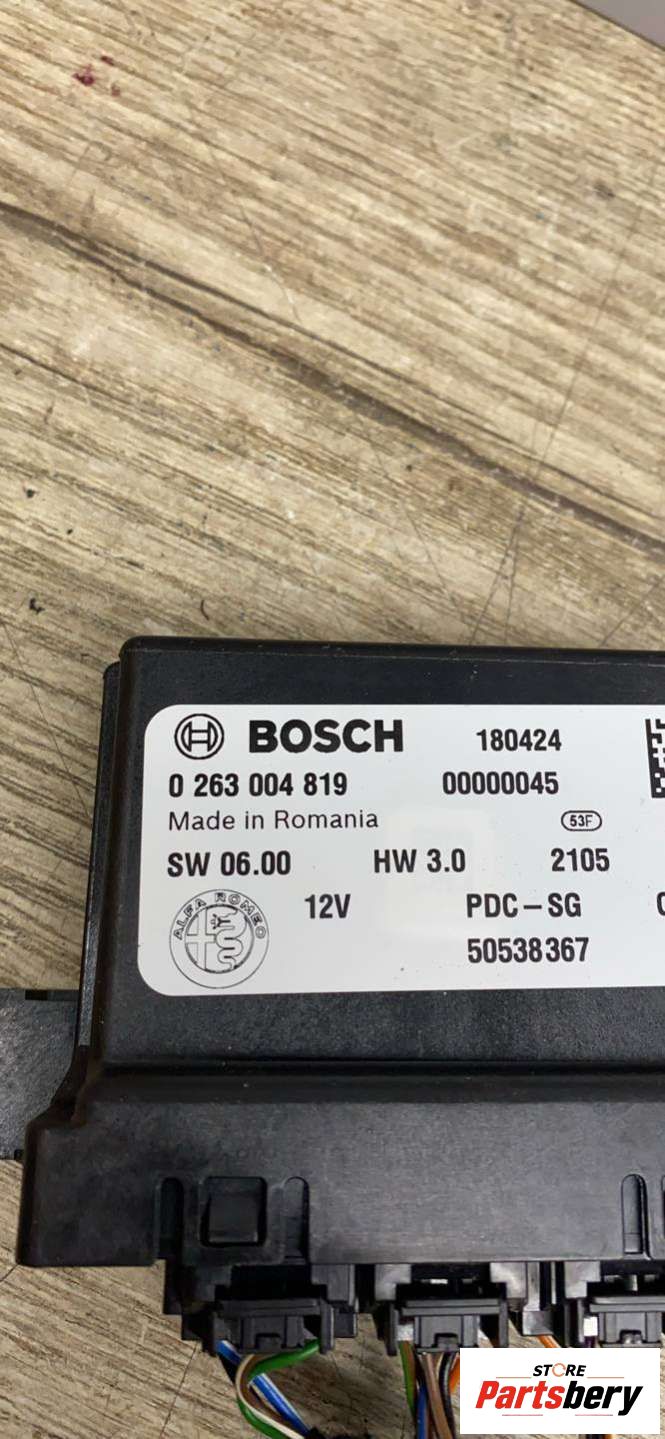 BOSCH 180424
0 263 004 819 00000045
Made in Romania 53F
SW 06.00 HW 3.0 2105
ALFA ROMEO 12V PDC-SG
50538367
STORE
Partsbery